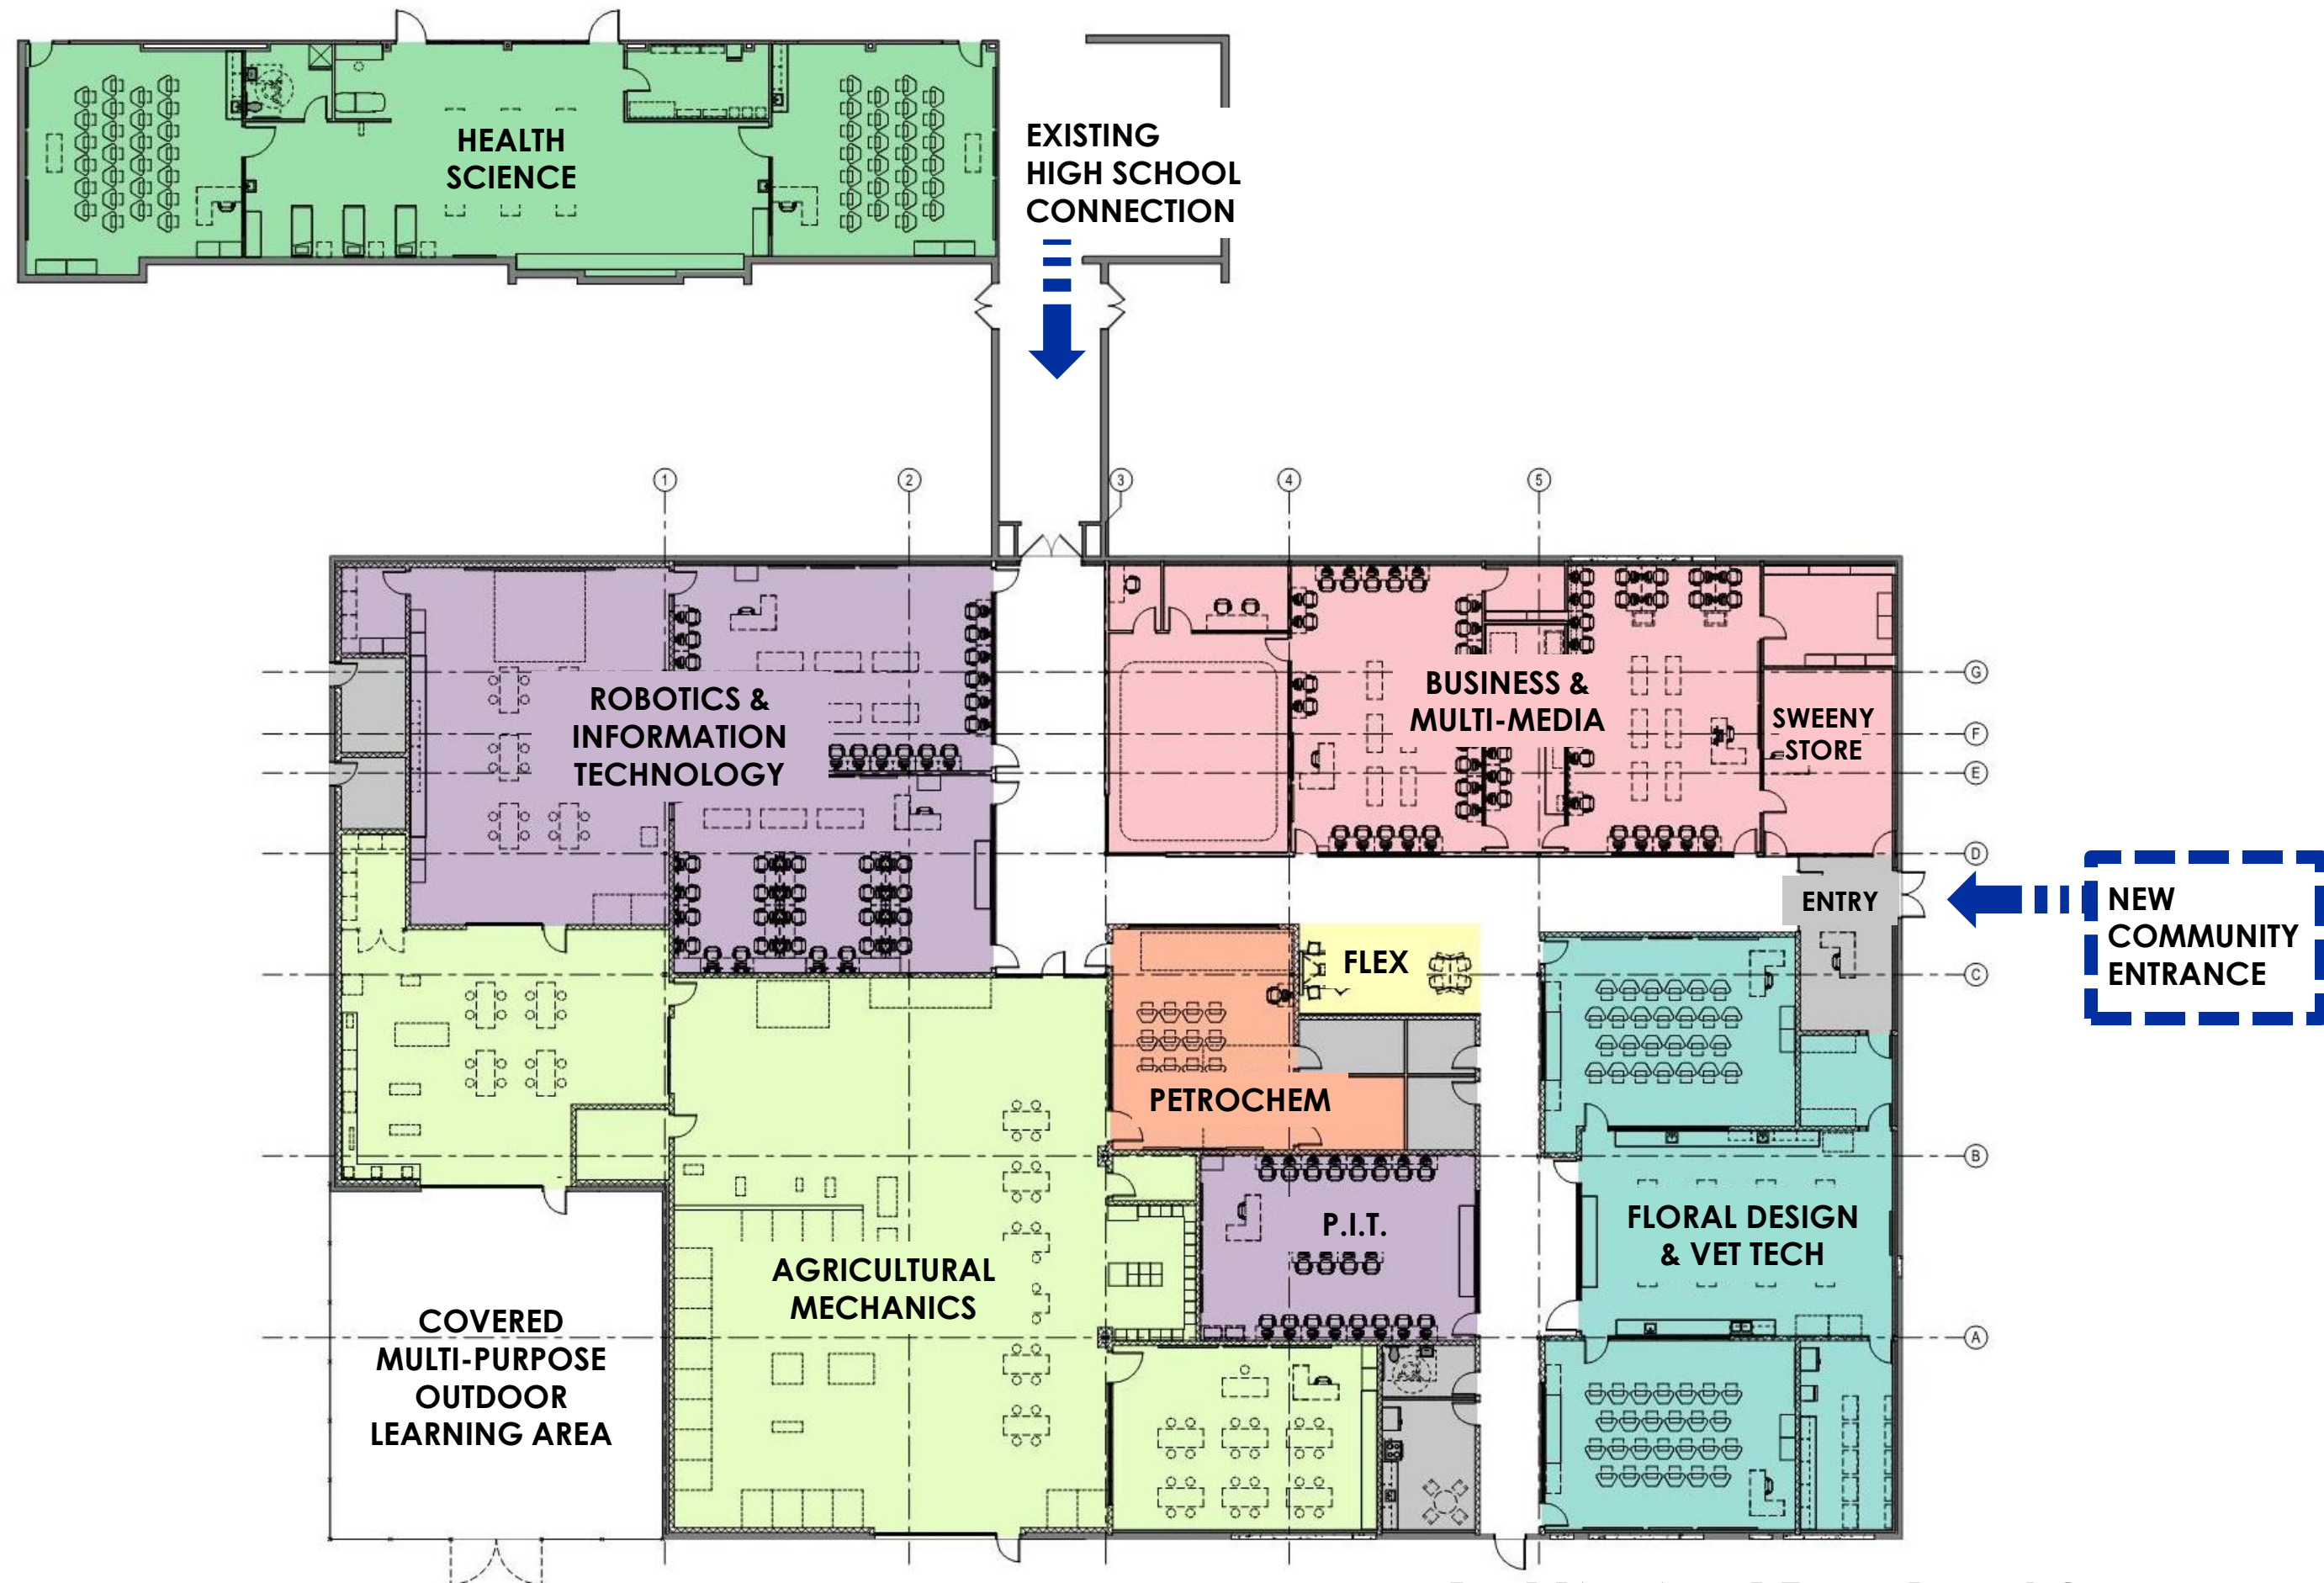 HEALTH
SCIENCE
EXISTING
HIGH SCHOOL
CONNECTION
1
2
3
4
5
ROBOTICS &
INFORMATION
TECHNOLOGY
BUSINESS &
MULTI-MEDIA
SWEENY
STORE
G
F
E
D
C
B
A
ENTRY
NEW
COMMUNITY
ENTRANCE
FLEX
PETROCHEM
P.I.T.
FLORAL DESIGN
& VET TECH
AGRICULTURAL
MECHANICS
COVERED
MULTI-PURPOSE
OUTDOOR
LEARNING AREA